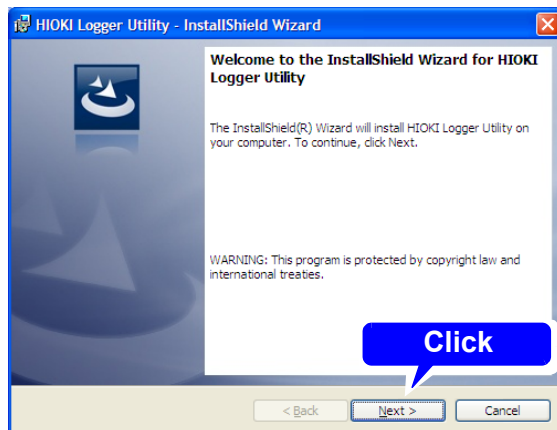 HIOKI Logger Utility - InstallShield Wizard
Welcome to the InstallShield Wizard for HIOKI
Logger Utility
The InstallShield(R) Wizard will install HIOKI Logger Utility on
your computer. To continue, click Next.
WARNING: This program is protected by copyright law and
international treaties.
Click
< Back Next > Cancel